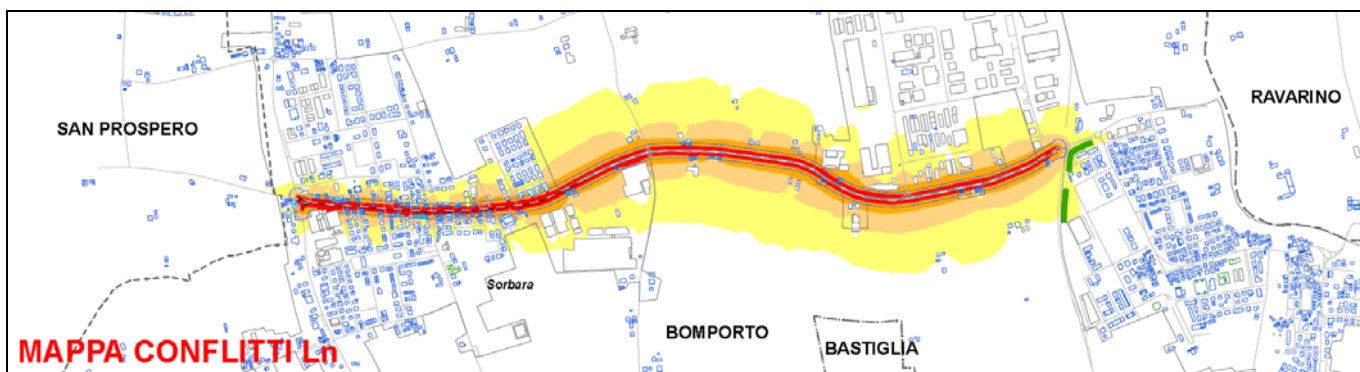 RAVARINO
SAN PROSPERO
Sorbara
BOMPORTO
BASTIGLIA
MAPPA CONFLITTI Ln